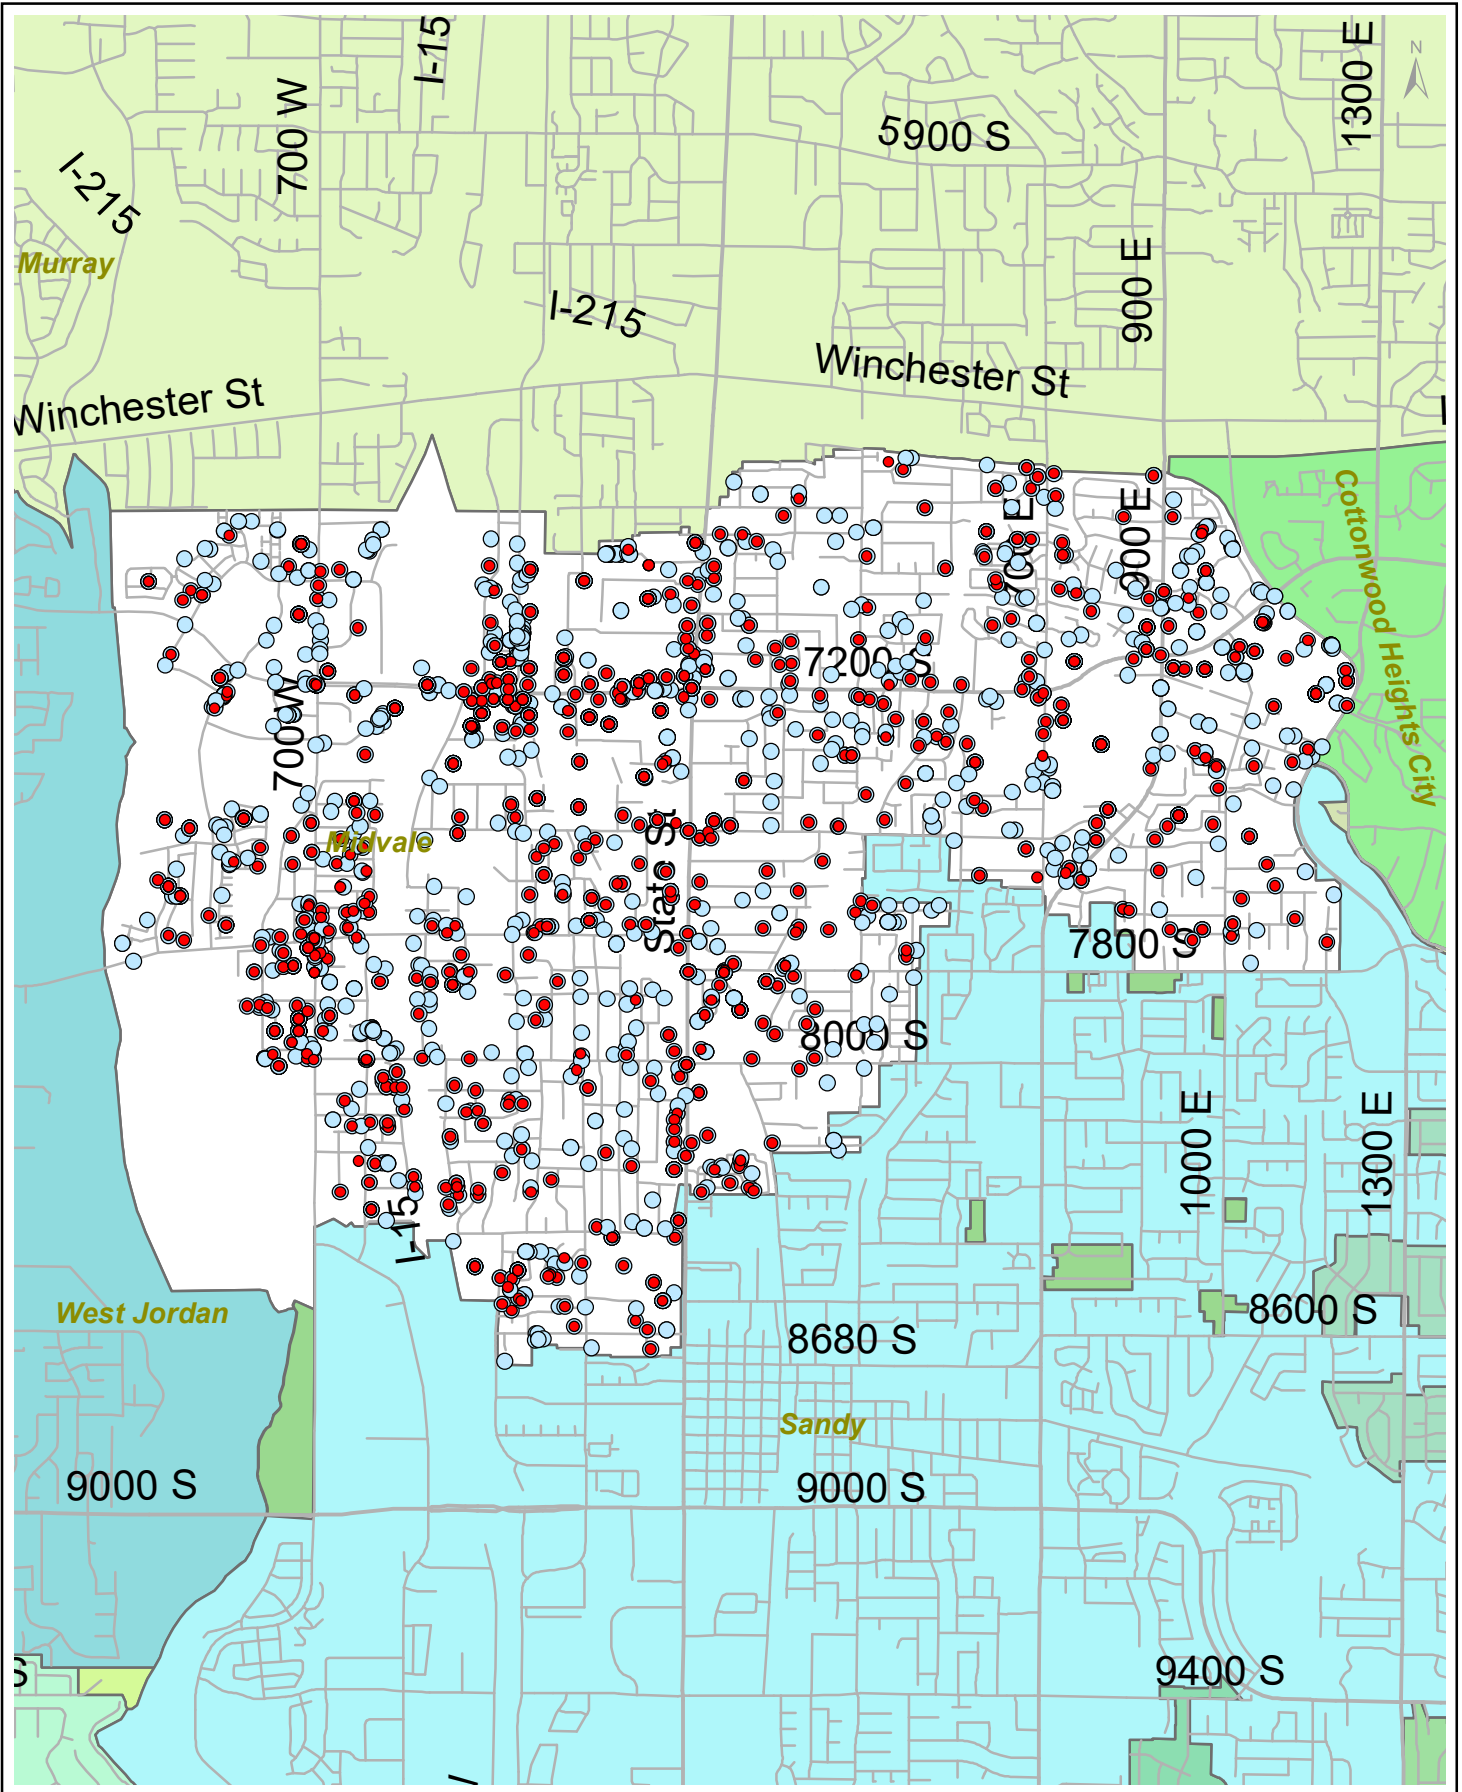 I-15
1300 E
N
700 W
5900 S
I-215
Murray
900 E
I-215
Winchester St
Winchester St
Cottonwood Heights City
700 E
900 E
7200 S
700 W
Midvale
State St
7800 S
8000 S
1000 E
1300 E
I-15
West Jordan
8600 S
8680 S
Sandy
9000 S
9000 S
9400 S
S